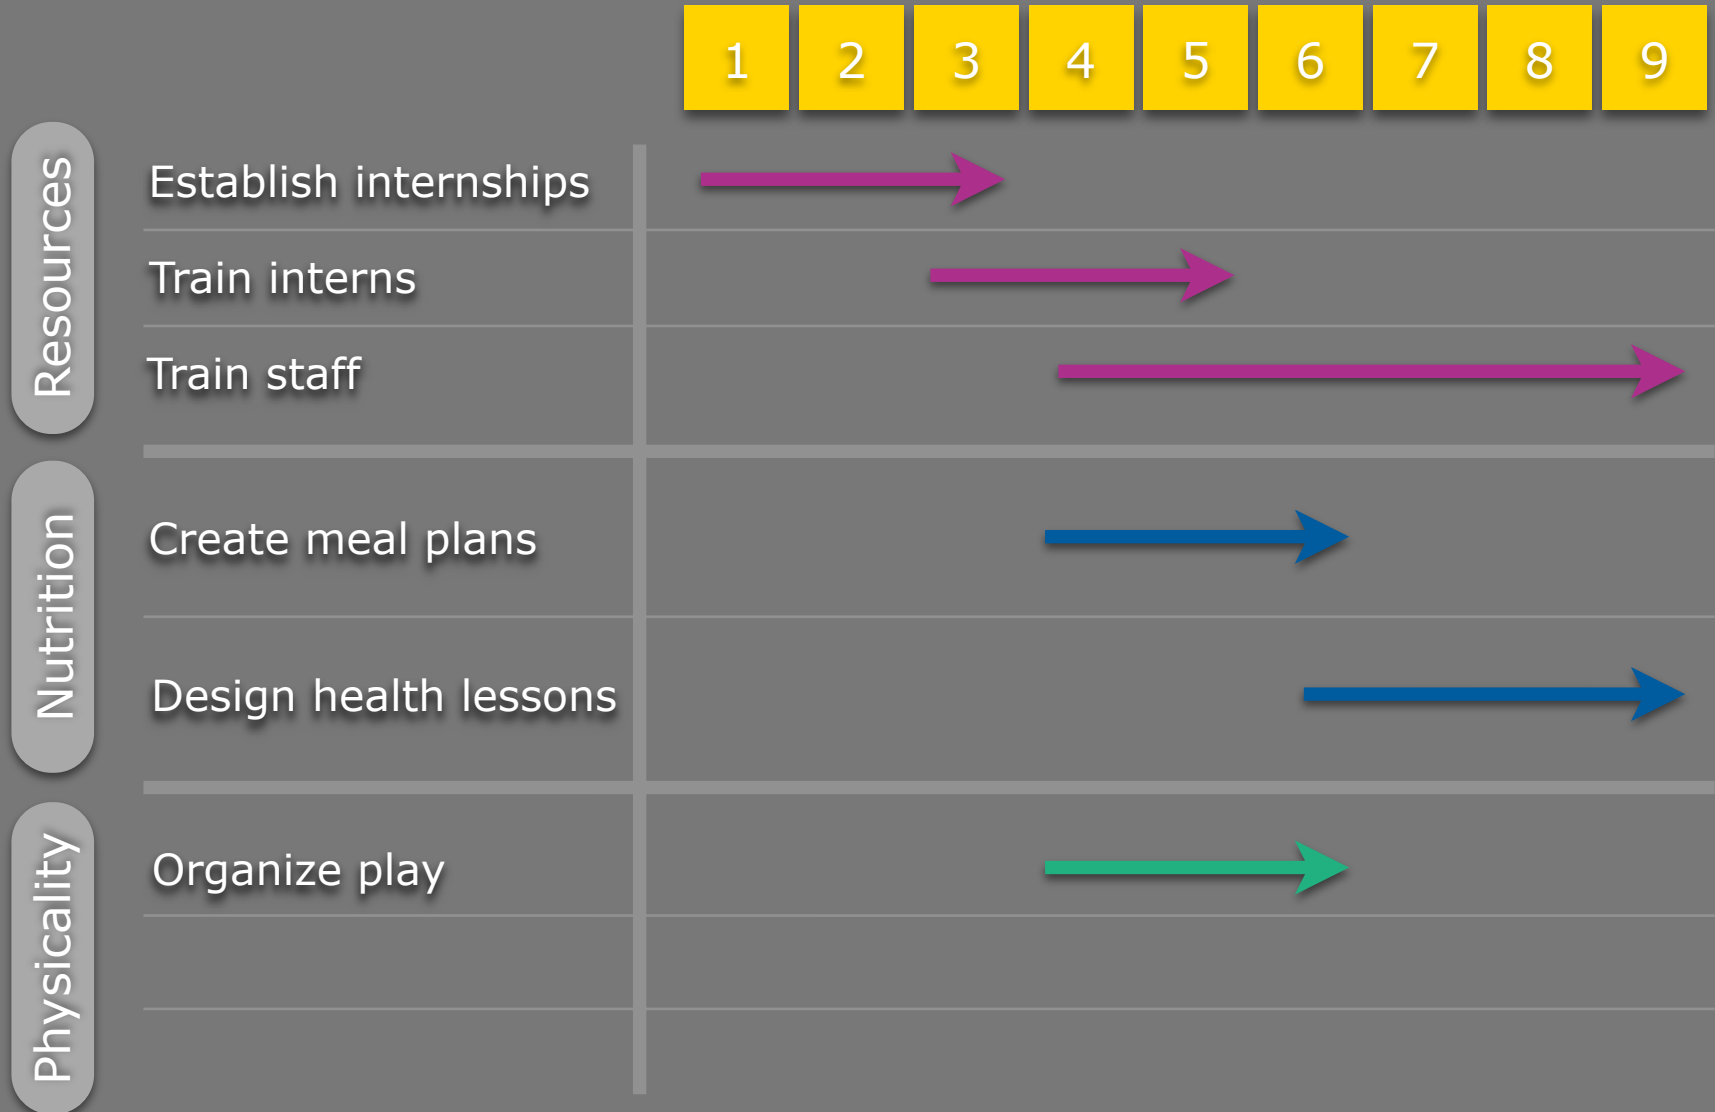 1 2 3 4 5 6 7 8 9
Resources
Establish internships
Train interns
Train staff
Nutrition
Create meal plans
Design health lessons
Physicality
Organize play